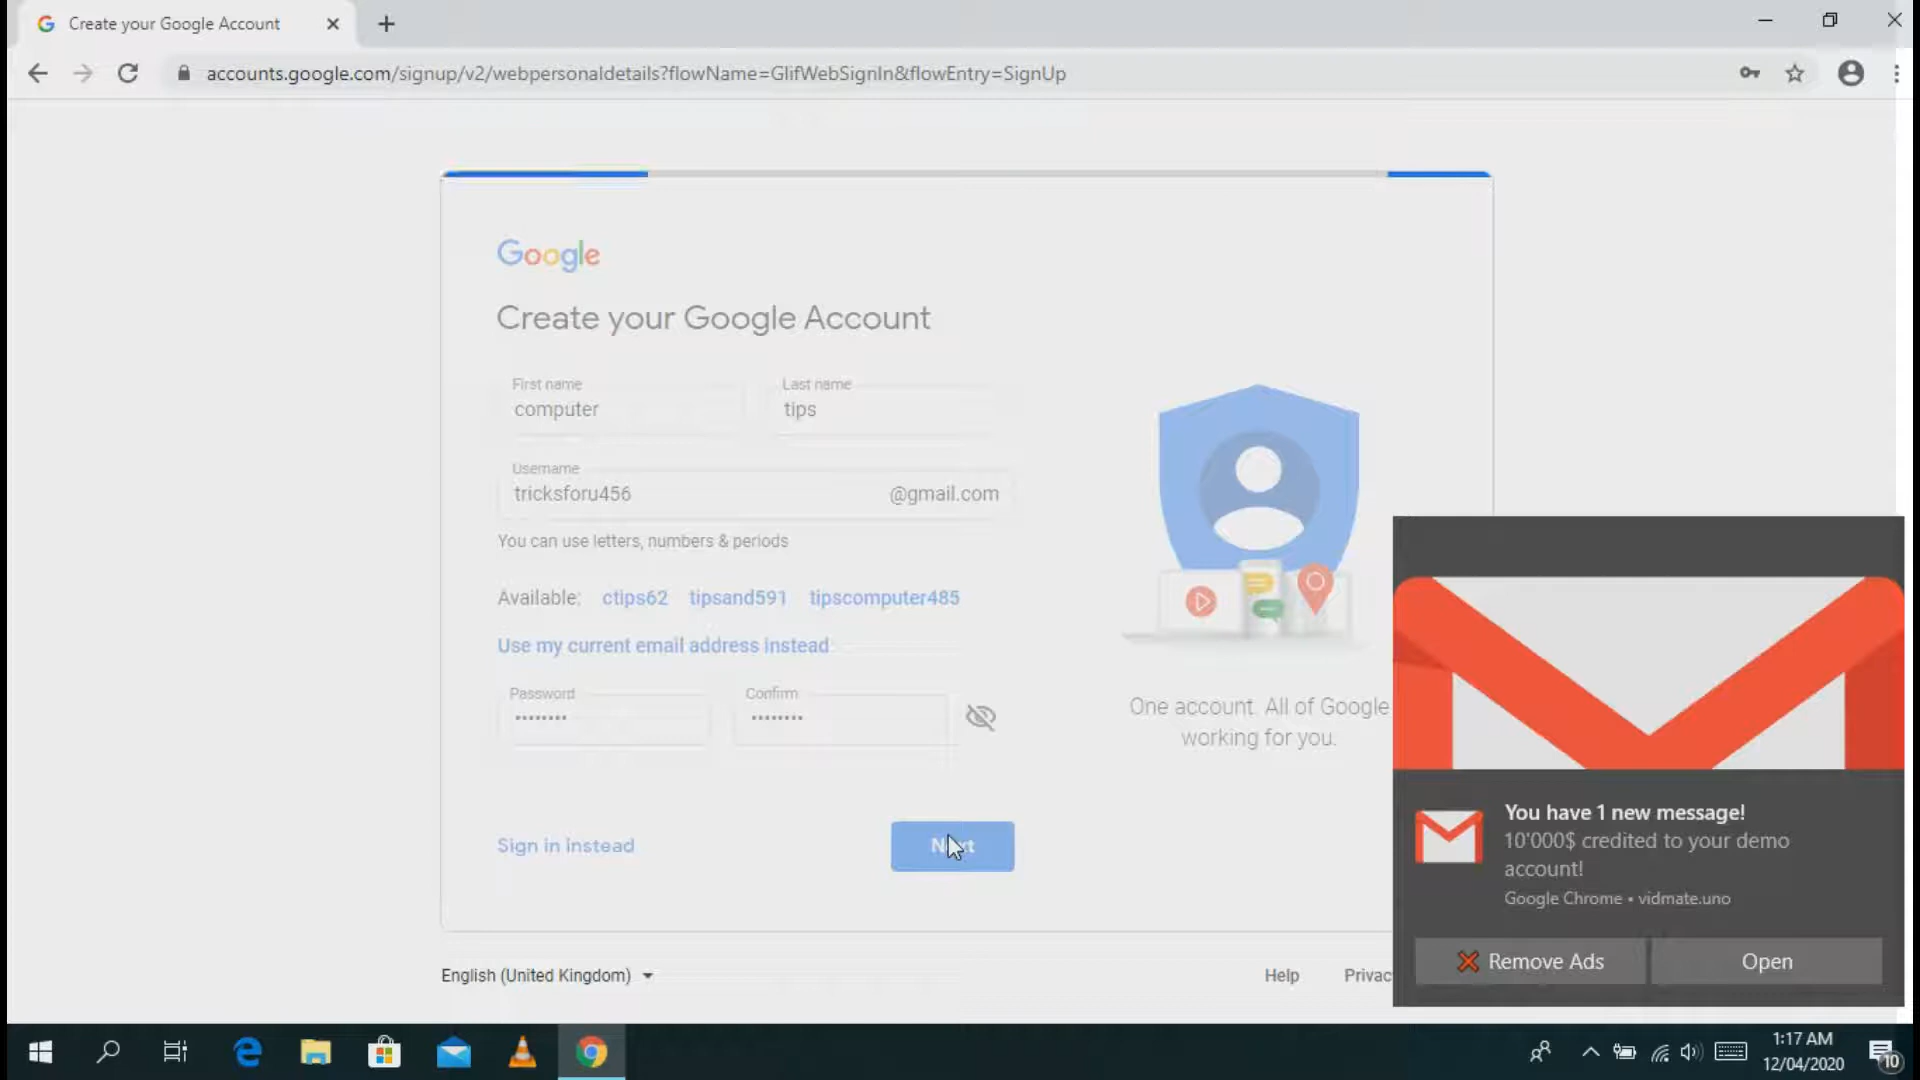 Create your Google Account
accounts.google.com/signup/v2/webpersonaldetails?flowName=GlifWebSignIn&flowEntry=SignUp
Google
Create your Google Account
First name
computer
Last name
tips
Username
tricksforu456
@gmail.com
You can use letters, numbers & periods
Available: ctips62 tipsand591 tipscomputer485
Use my current email address instead
Password
Confirm
One account. All of Google
working for you.
Sign in instead
Next
English (United Kingdom)
Help
Privac
You have 1 new message!
10'000$ credited to your demo
account!
Google Chrome • vidmate.uno
Remove Ads
Open
1:17 AM
12/04/2020
10